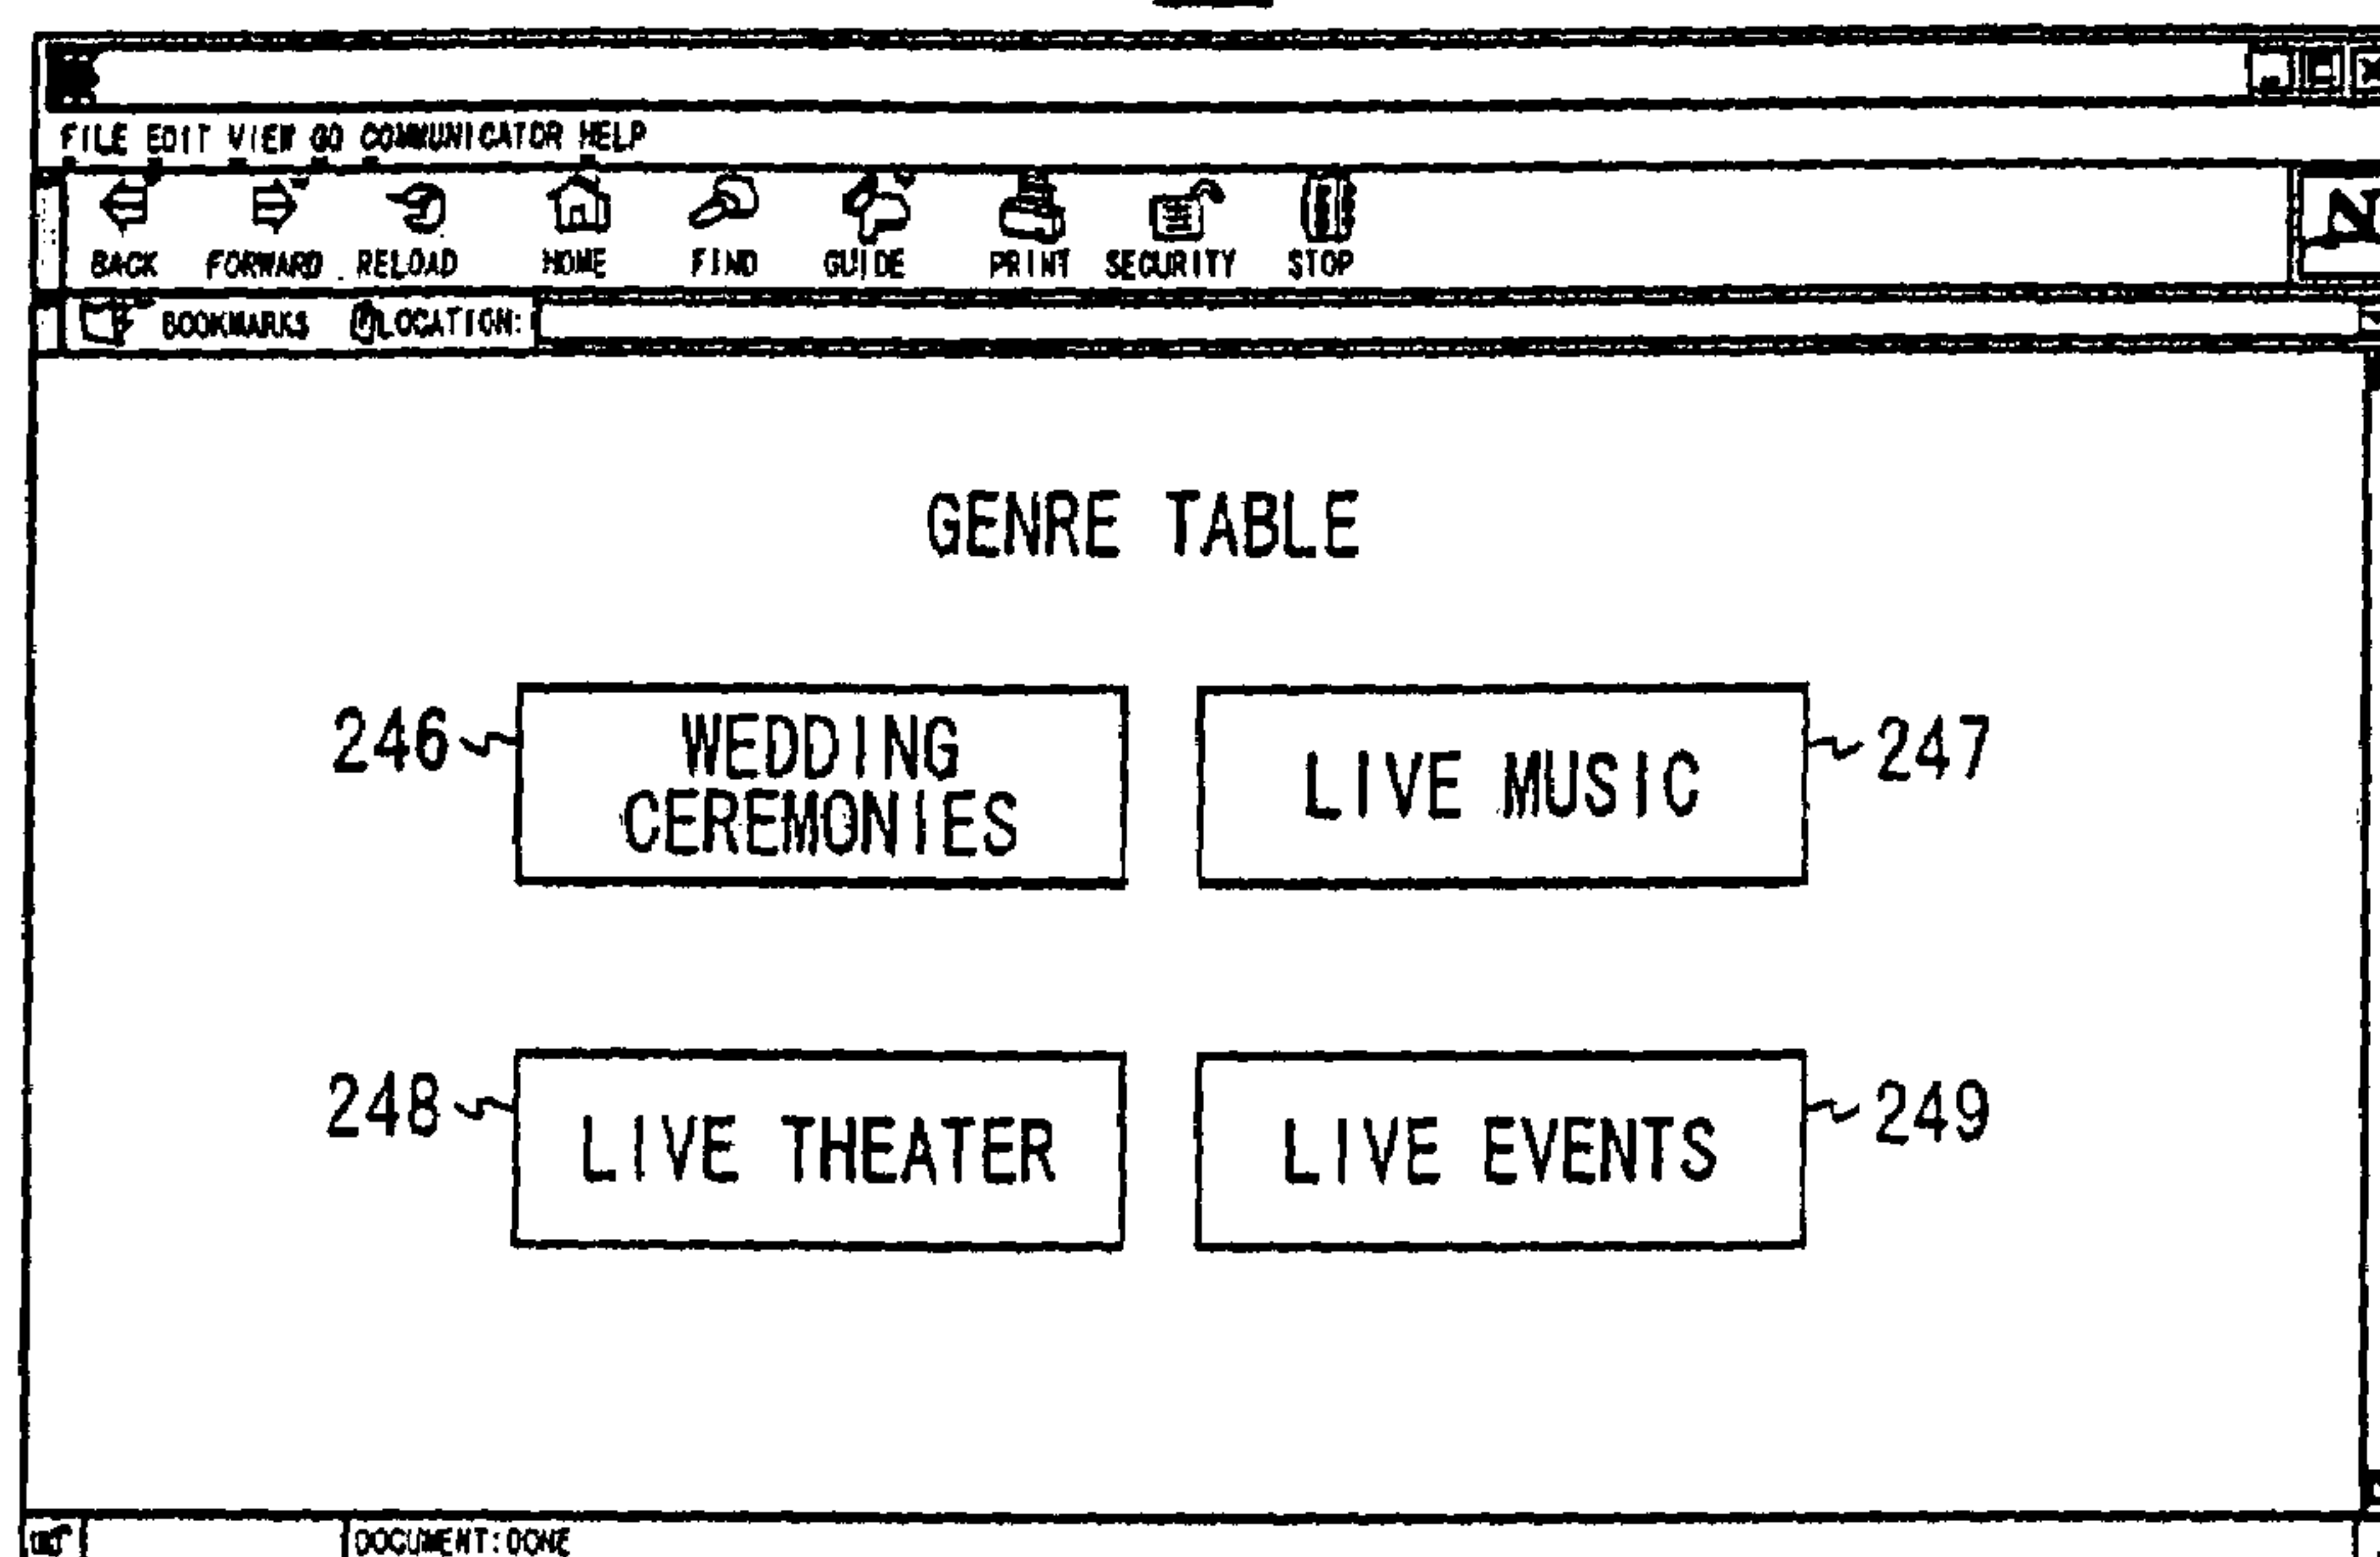 FILE EDIT VIEW GO COMMUNICATOR HELP
BACK FORWARD RELOAD HOME FIND GUIDE PRINT SECURITY STOP
BOOKMARKS LOCATION:
GENRE TABLE
246 WEDDING CEREMONIES
LIVE MUSIC 247
248 LIVE THEATER
LIVE EVENTS 249
DOCUMENT:DONE